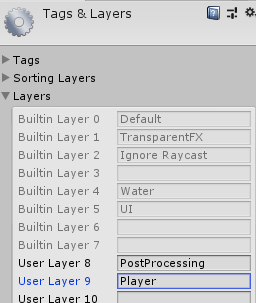 Tags & Layers
Tags
Sorting Layers
Layers
Builtin Layer 0 Default
Builtin Layer 1 TransparentFX
Builtin Layer 2 Ignore Raycast
Builtin Layer 3
Builtin Layer 4 Water
Builtin Layer 5 UI
Builtin Layer 6
Builtin Layer 7
User Layer 8 PostProcessing
User Layer 9 Player
User Layer 10